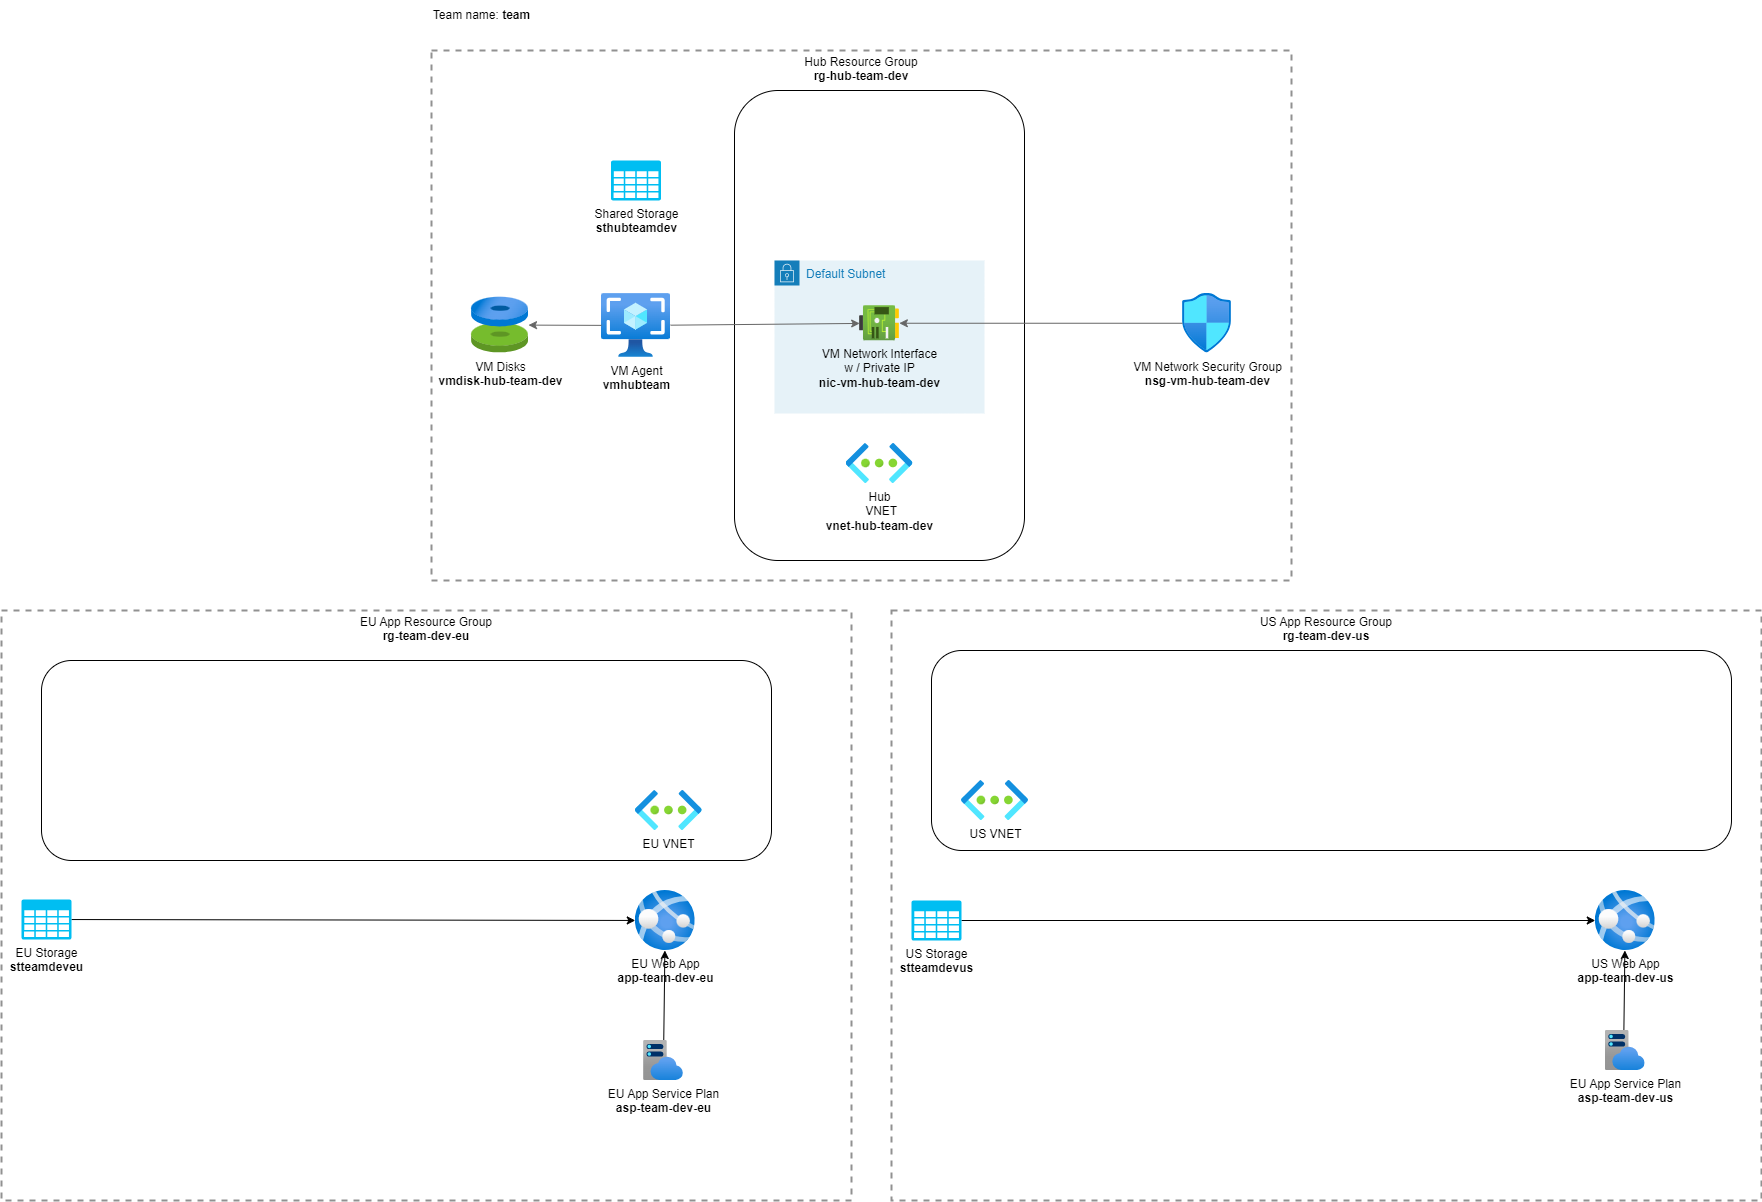 Team name: team
Hub Resource Group
rg-hub-team-dev
Shared Storage
sthubteamdev
Default Subnet
VM Disks
vmdisk-hub-team-dev
VM Agent
vmhubteam
VM Network Interface
w / Private IP
nic-vm-hub-team-dev
VM Network Security Group
nsg-vm-hub-team-dev
Hub
VNET
vnet-hub-team-dev
EU App Resource Group
rg-team-dev-eu
EU VNET
EU Storage
stteamdeveu
EU Web App
app-team-dev-eu
EU App Service Plan
asp-team-dev-eu
US App Resource Group
rg-team-dev-us
US VNET
US Storage
stteamdevus
US Web App
app-team-dev-us
EU App Service Plan
asp-team-dev-us